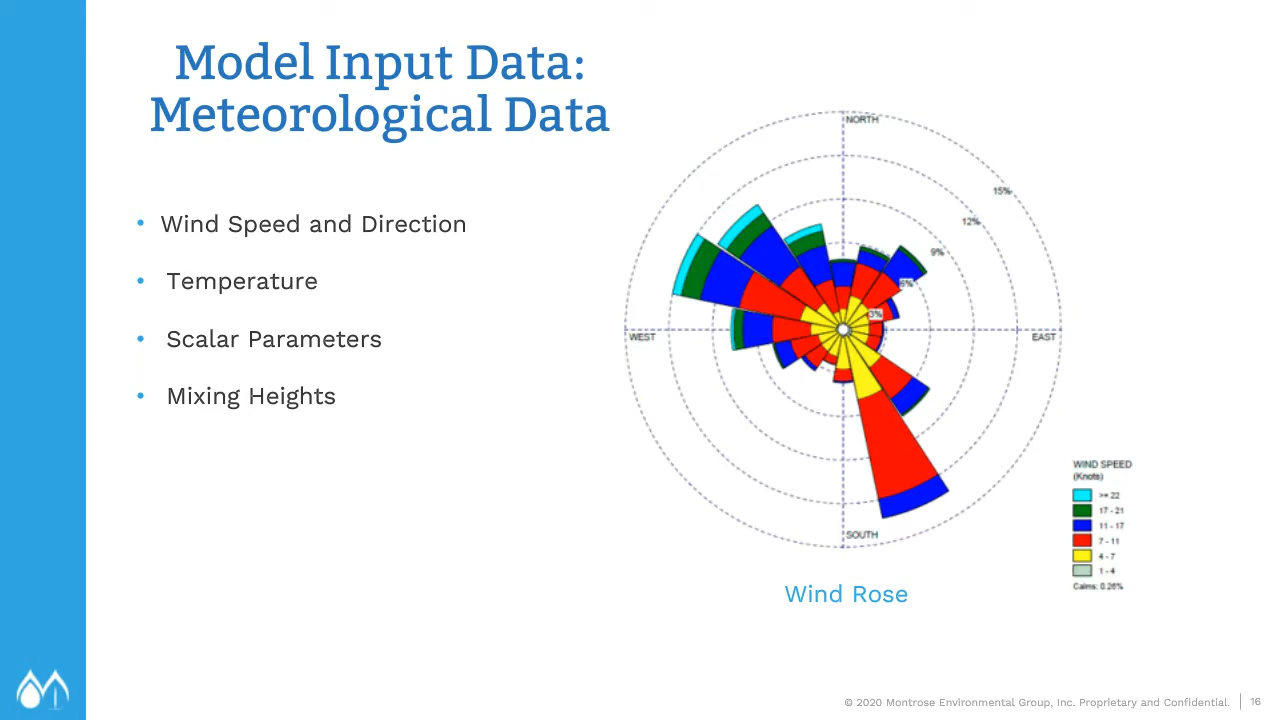 Model Input Data:
Meteorological Data
• Wind Speed and Direction
• Temperature
• Scalar Parameters
• Mixing Heights
NORTH
15%
12%
9%
6%
3%
WEST
EAST
SOUTH
WIND SPEED
(Knots)
>= 22
17 - 21
11 - 17
7 - 11
4 - 7
1 - 4
Calms: 0.26%
Wind Rose
© 2020 Montrose Environmental Group, Inc. Proprietary and Confidential.
16